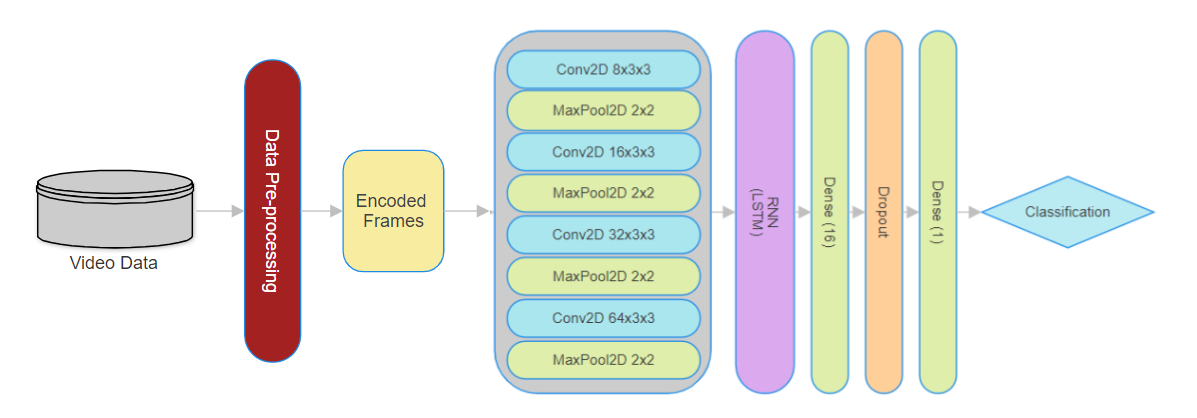 Video Data
Data Pre-processing
Encoded
Frames
Conv2D 8x3x3
MaxPool2D 2x2
Conv2D 16x3x3
MaxPool2D 2x2
Conv2D 32x3x3
MaxPool2D 2x2
Conv2D 64x3x3
MaxPool2D 2x2
RNN
(LSTM)
Dense (16)
Dropout
Dense (1)
Classification